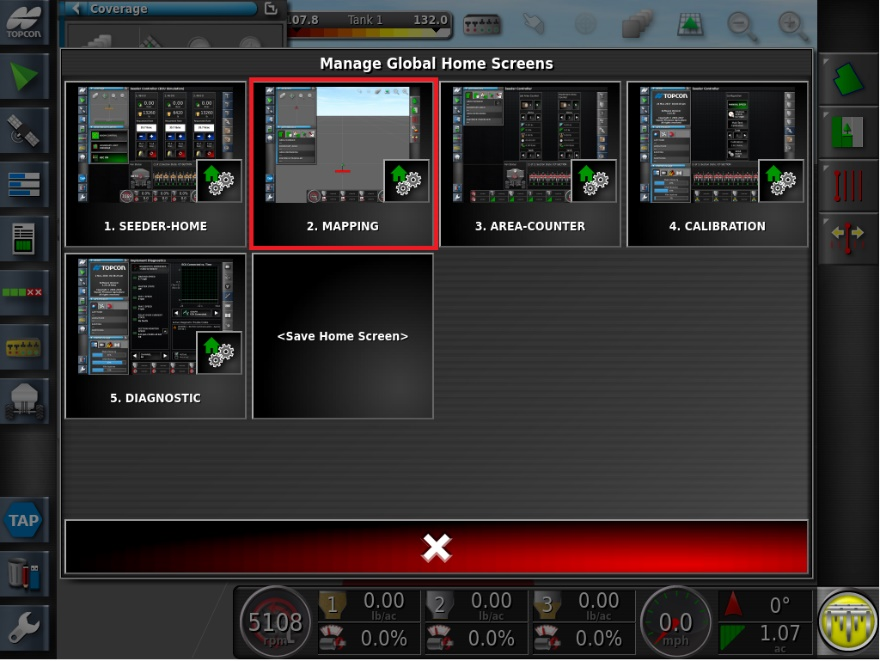 TOPCON
Coverage
07.8 Tank 1 132.0
Manage Global Home Screens
1. SEEDER-HOME
2. MAPPING
3. AREA-COUNTER
4. CALIBRATION
TOPCON
<Save Home Screen>
5. DIAGNOSTIC
TAP
5108
rpm
1 0.00
lb/ac
0.0%
2 0.00
lb/ac
0.0%
3 0.00
lb/ac
0.0%
0.0
mph
0°
1.07
ac